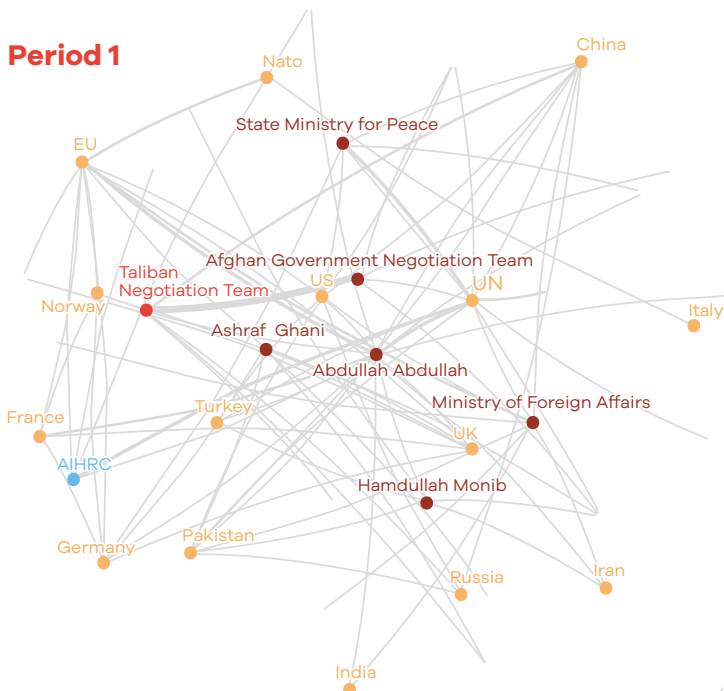 Period 1
China
Nato
State Ministry for Peace
EU
Afghan Government Negotiation Team
Taliban
Negotiation Team
US
UN
Norway
Italy
Ashraf Ghani
Abdullah Abdullah
Ministry of Foreign Affairs
Turkey
France
UK
AIHRC
Hamdullah Monib
Pakistan
Germany
Iran
Russia
India